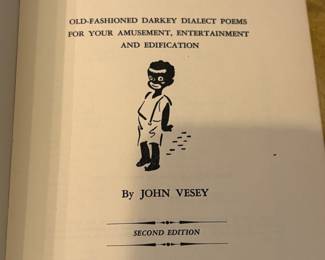 OLD-FASHIONED DARKEY DIALECT POEMS
FOR YOUR AMUSEMENT, ENTERTAINMENT
AND EDIFICATION
By JOHN VESEY
SECOND EDITION